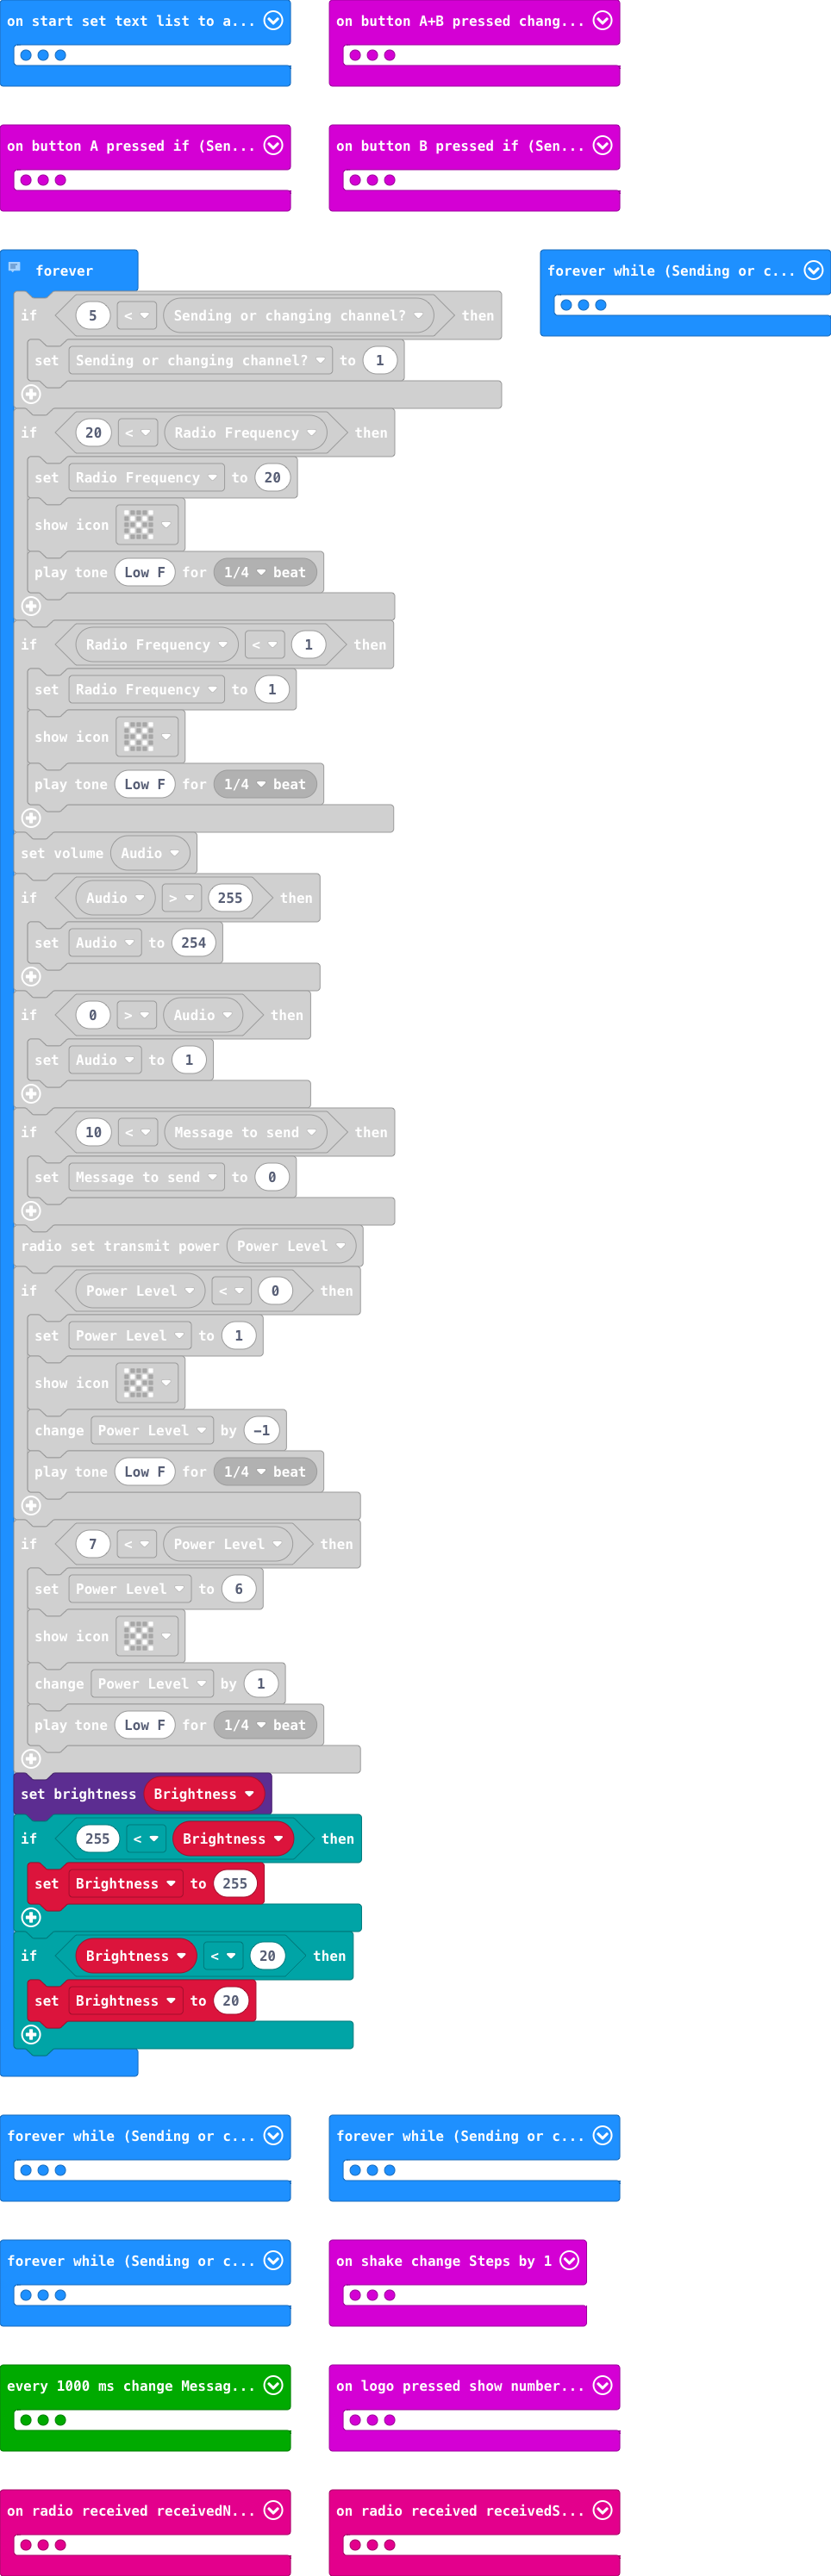 on start set text list to a...
on button A+B pressed chang...
on button A pressed if (Sen...
on button B pressed if (Sen...
forever
forever while (Sending or c...
if 5 < Sending or changing channel? then
set Sending or changing channel? to 1
if 20 < Radio Frequency then
set Radio Frequency to 20
show icon
play tone Low F for 1/4 beat
if Radio Frequency < 1 then
set Radio Frequency to 1
show icon
play tone Low F for 1/4 beat
set volume Audio
if Audio > 255 then
set Audio to 254
if 0 > Audio then
set Audio to 1
if 10 < Message to send then
set Message to send to 0
radio set transmit power Power Level
if Power Level < 0 then
set Power Level to 1
show icon
change Power Level by -1
play tone Low F for 1/4 beat
if 7 < Power Level then
set Power Level to 6
show icon
change Power Level by 1
play tone Low F for 1/4 beat
set brightness Brightness
if 255 < Brightness then
set Brightness to 255
if Brightness < 20 then
set Brightness to 20
forever while (Sending or c...
forever while (Sending or c...
forever while (Sending or c...
on shake change Steps by 1
every 1000 ms change Messag...
on logo pressed show number...
on radio received receivedN...
on radio received receivedS...